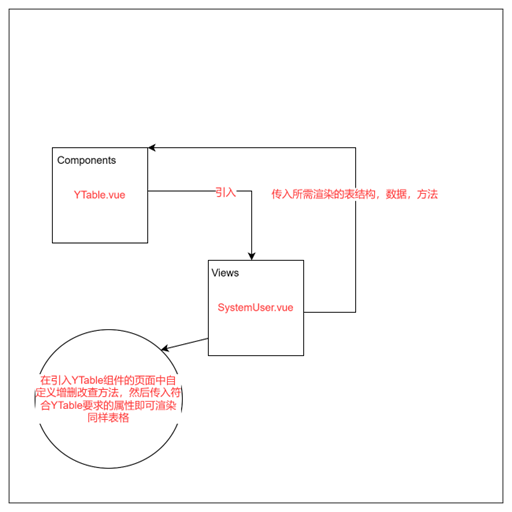 Components
YTable.vue
引入
传入所需渲染的表结构，数据，方法
Views
SystemUser.vue
在引入YTable组件的页面中自
定义增删改查方法，然后传入符
合YTable要求的属性即可渲染
同样表格